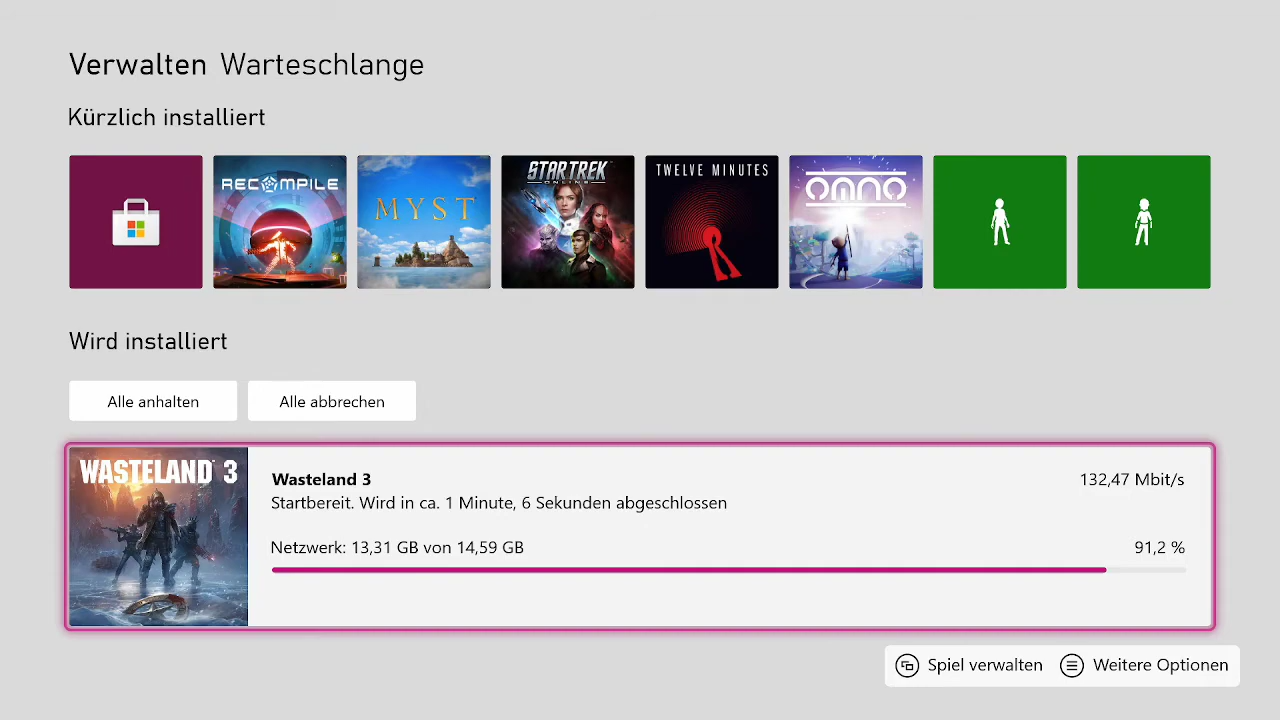 Verwalten Warteschlange
Kürzlich installiert
RECOMPILE
MYST
STAR TREK
ONLINE
TWELVE MINUTES
OMNO
Wird installiert
Alle anhalten
Alle abbrechen
WASTELAND 3
Wasteland 3
132,47 Mbit/s
Startbereit. Wird in ca. 1 Minute, 6 Sekunden abgeschlossen
Netzwerk: 13,31 GB von 14,59 GB
91,2 %
Spiel verwalten
Weitere Optionen